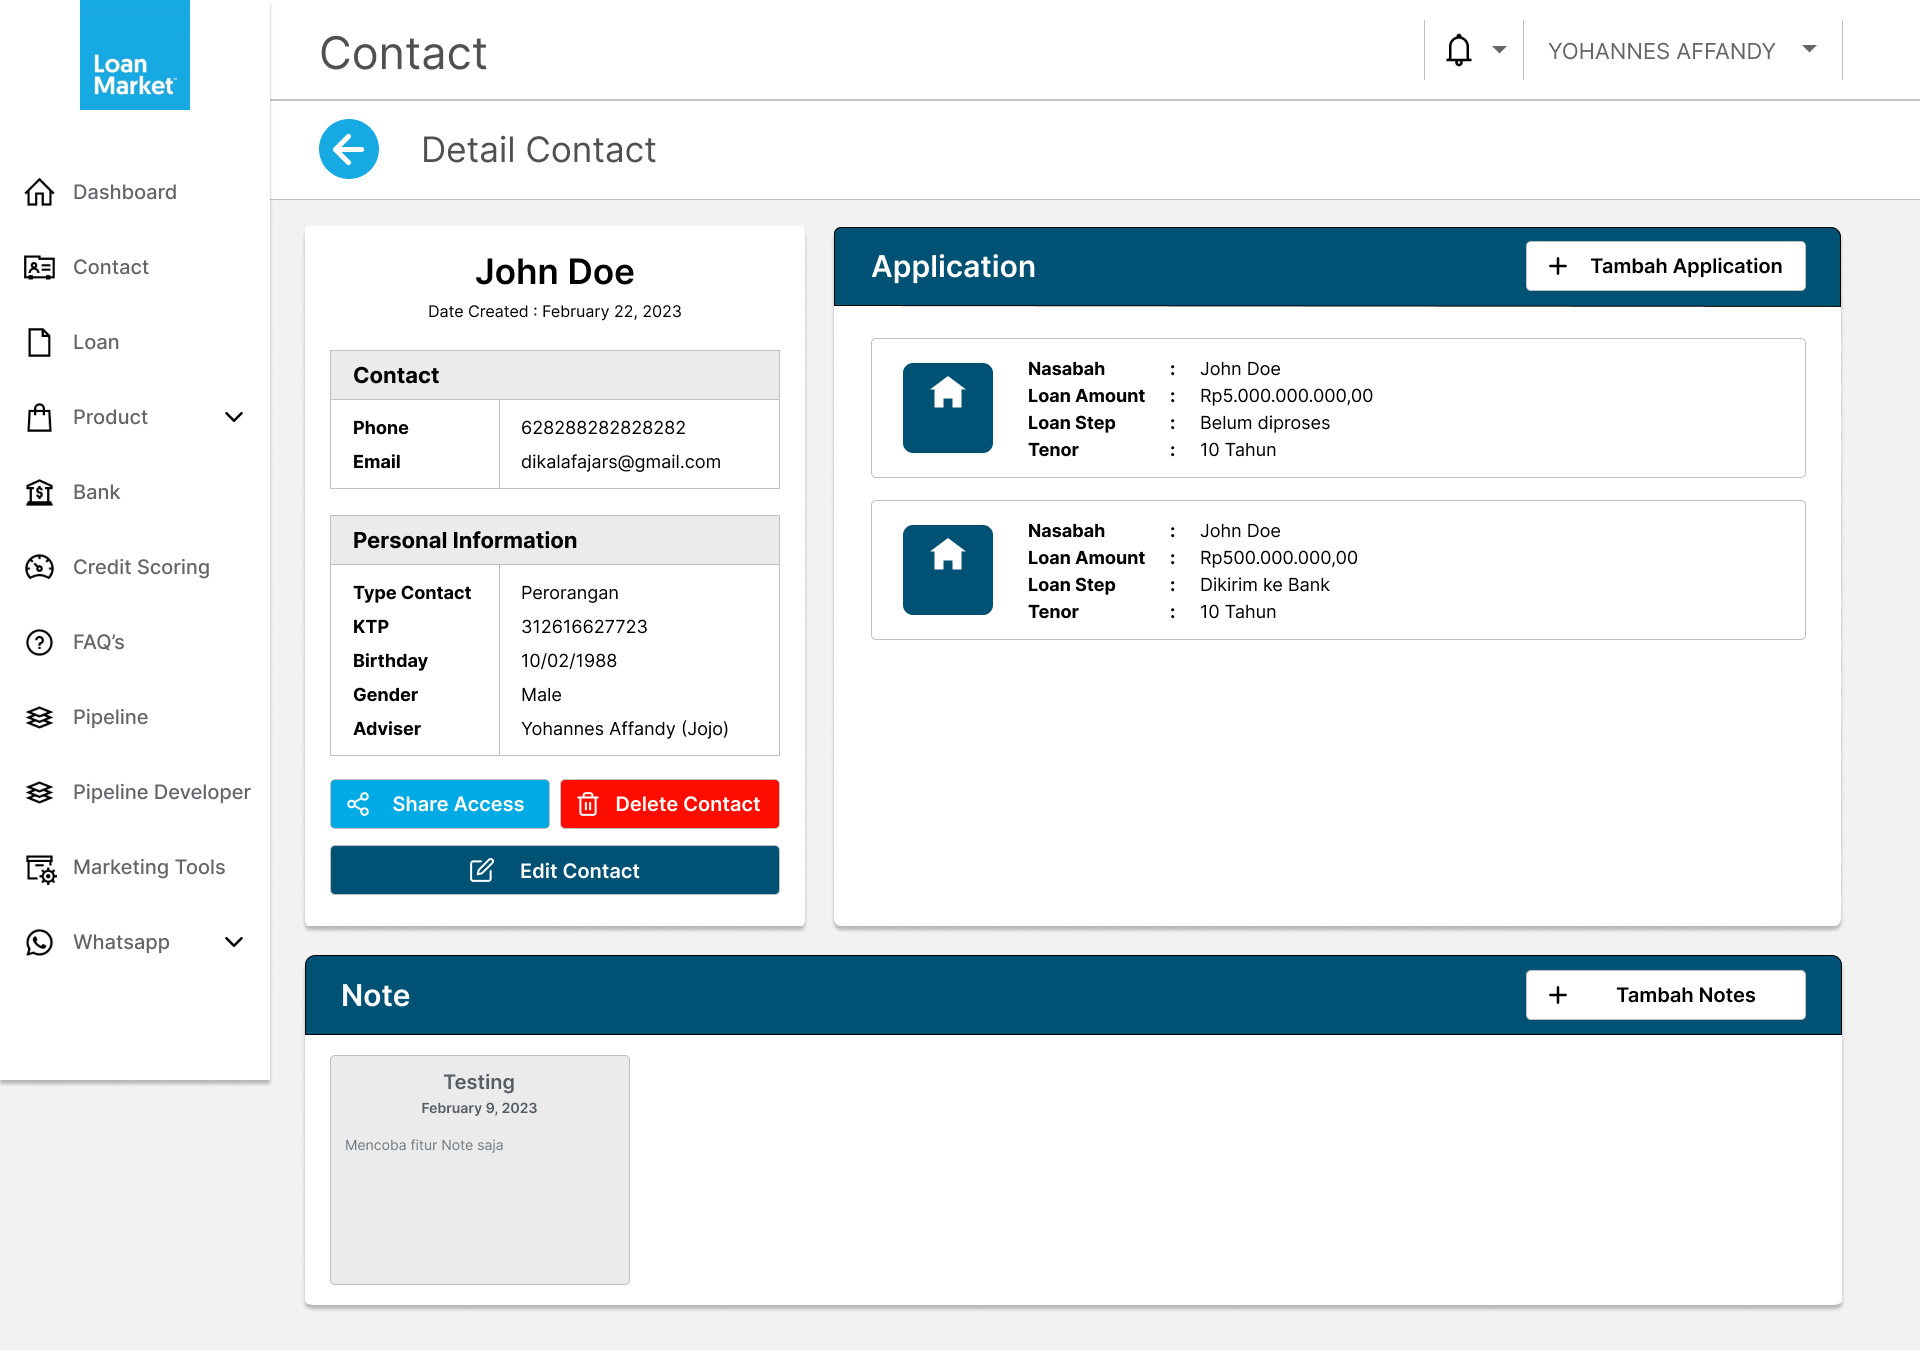 Loan
Market
Dashboard
Contact
Loan
Product
Bank
Credit Scoring
FAQ’s
Pipeline
Pipeline Developer
Marketing Tools
Whatsapp
Contact
YOHANNES AFFANDY
Detail Contact
John Doe
Date Created : February 22, 2023
Contact
Phone 628288282828282
Email dikalafajars@gmail.com
Personal Information
Type Contact Perorangan
KTP 312616627723
Birthday 10/02/1988
Gender Male
Adviser Yohannes Affandy (Jojo)
Share Access
Delete Contact
Edit Contact
Application
+ Tambah Application
Nasabah : John Doe
Loan Amount : Rp5.000.000.000,00
Loan Step : Belum diproses
Tenor : 10 Tahun
Nasabah : John Doe
Loan Amount : Rp500.000.000,00
Loan Step : Dikirim ke Bank
Tenor : 10 Tahun
Note
+ Tambah Notes
Testing
February 9, 2023
Mencoba fitur Note saja